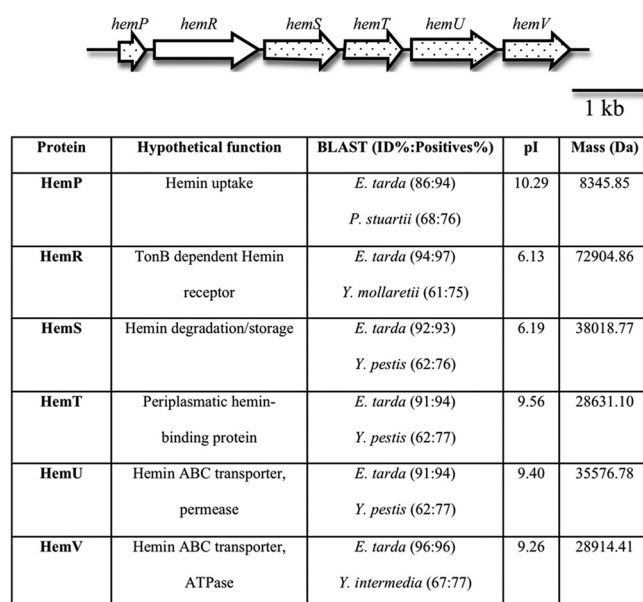 hemP hemR hemS hemT hemU hemV
1 kb
Protein Hypothetical function BLAST (ID%:Positives%) pI Mass (Da)
HemP Hemin uptake E. tarda (86:94) 10.29 8345.85
P. stuartii (68:76)
HemR TonB dependent Hemin E. tarda (94:97) 6.13 72904.86
receptor Y. mollaretii (61:75)
HemS Hemin degradation/storage E. tarda (92:93) 6.19 38018.77
Y. pestis (62:76)
HemT Periplasmatic hemin- E. tarda (91:94) 9.56 28631.10
binding protein Y. pestis (62:77)
HemU Hemin ABC transporter, E. tarda (91:94) 9.40 35576.78
permease Y. pestis (62:77)
HemV Hemin ABC transporter, E. tarda (96:96) 9.26 28914.41
ATPase Y. intermedia (67:77)